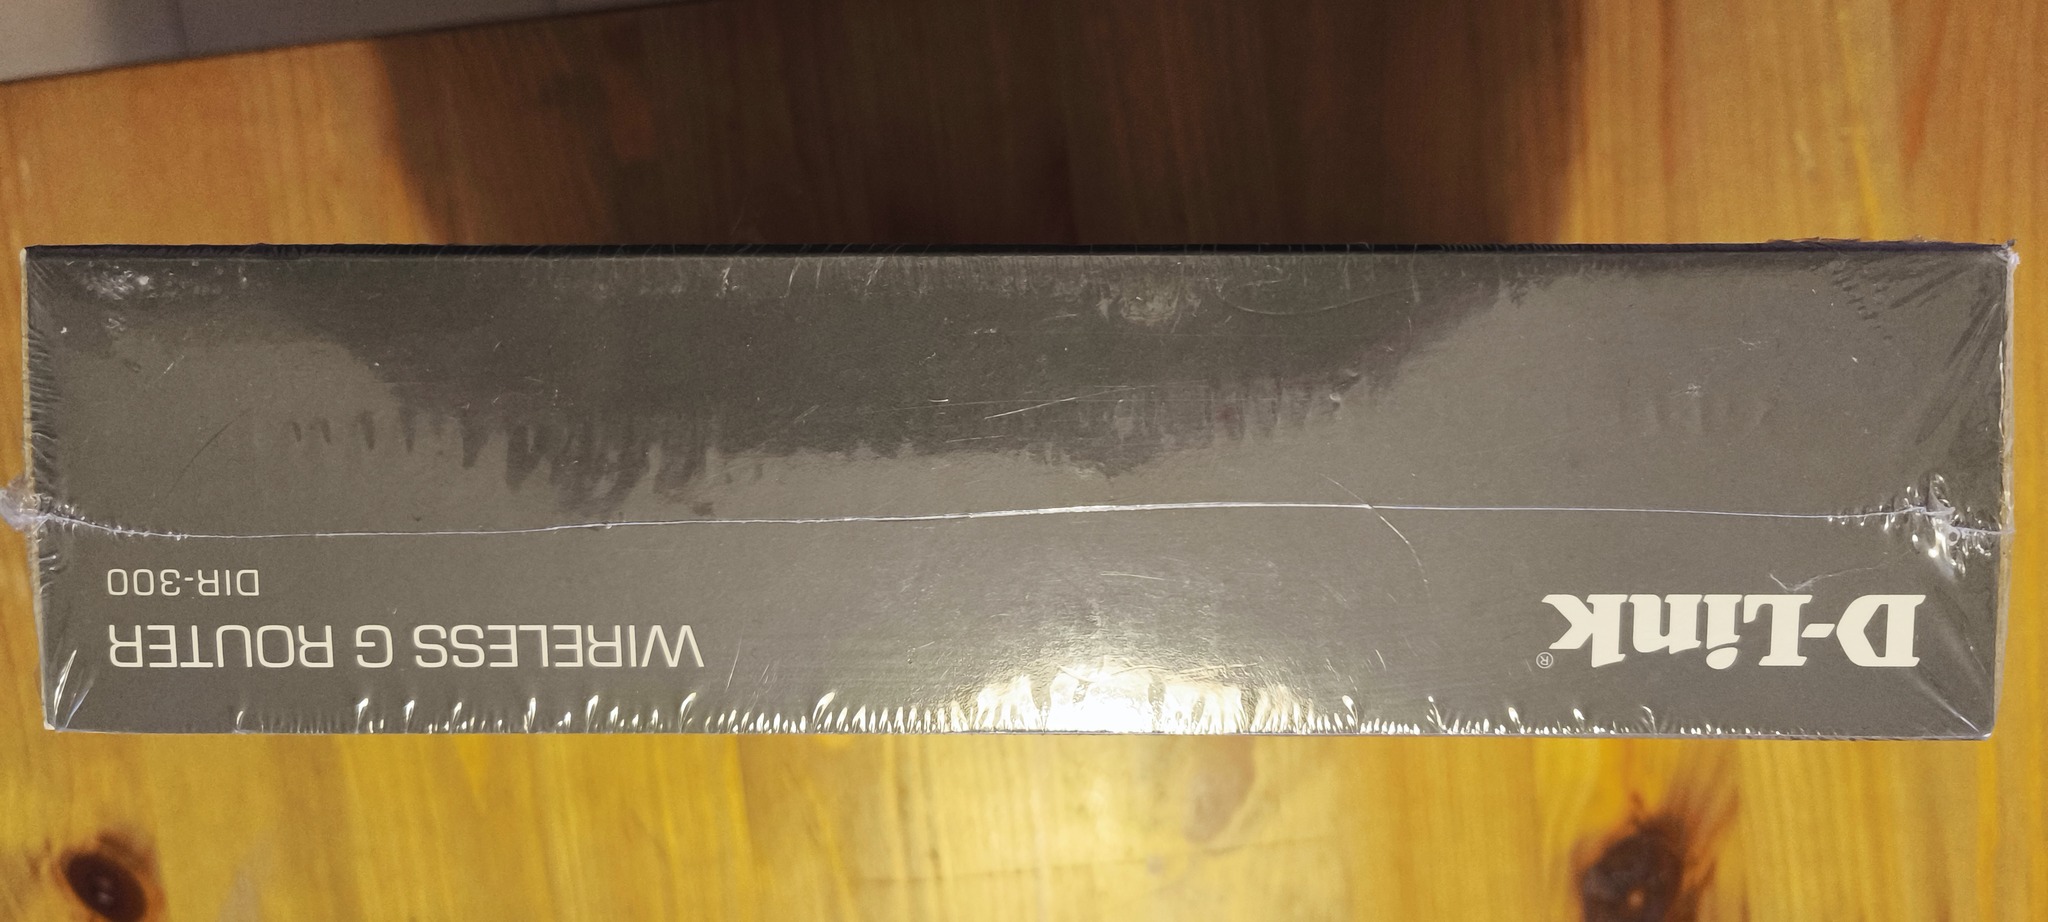 D-Link®
WIRELESS G ROUTER
DIR-300